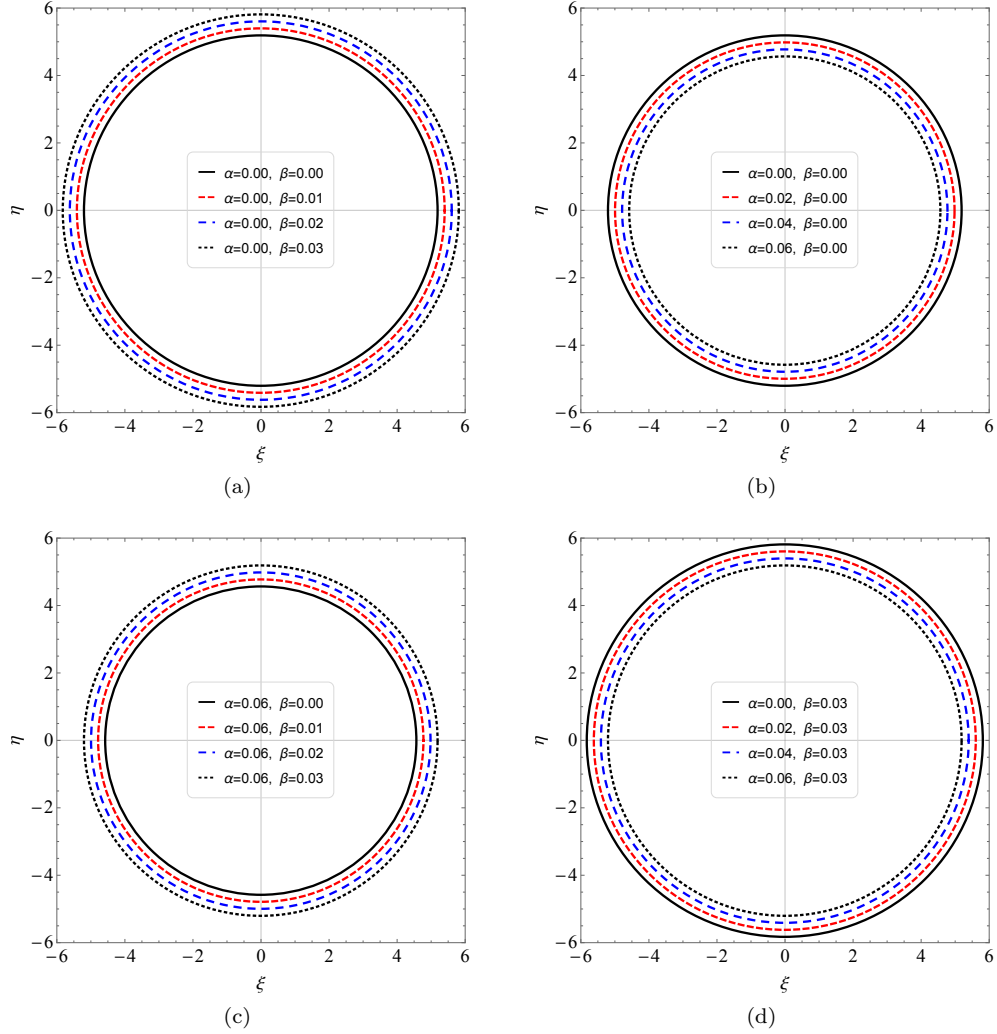 6
4
2
0
−2
−4
−6
η
α=0.00, β=0.00
α=0.00, β=0.01
α=0.00, β=0.02
α=0.00, β=0.03
−6 −4 −2 0 2 4 6
ξ
(a)
6
4
2
0
−2
−4
−6
η
α=0.00, β=0.00
α=0.02, β=0.00
α=0.04, β=0.00
α=0.06, β=0.00
−6 −4 −2 0 2 4 6
ξ
(b)
6
4
2
0
−2
−4
−6
η
α=0.06, β=0.00
α=0.06, β=0.01
α=0.06, β=0.02
α=0.06, β=0.03
−6 −4 −2 0 2 4 6
ξ
(c)
6
4
2
0
−2
−4
−6
η
α=0.00, β=0.03
α=0.02, β=0.03
α=0.04, β=0.03
α=0.06, β=0.03
−6 −4 −2 0 2 4 6
ξ
(d)